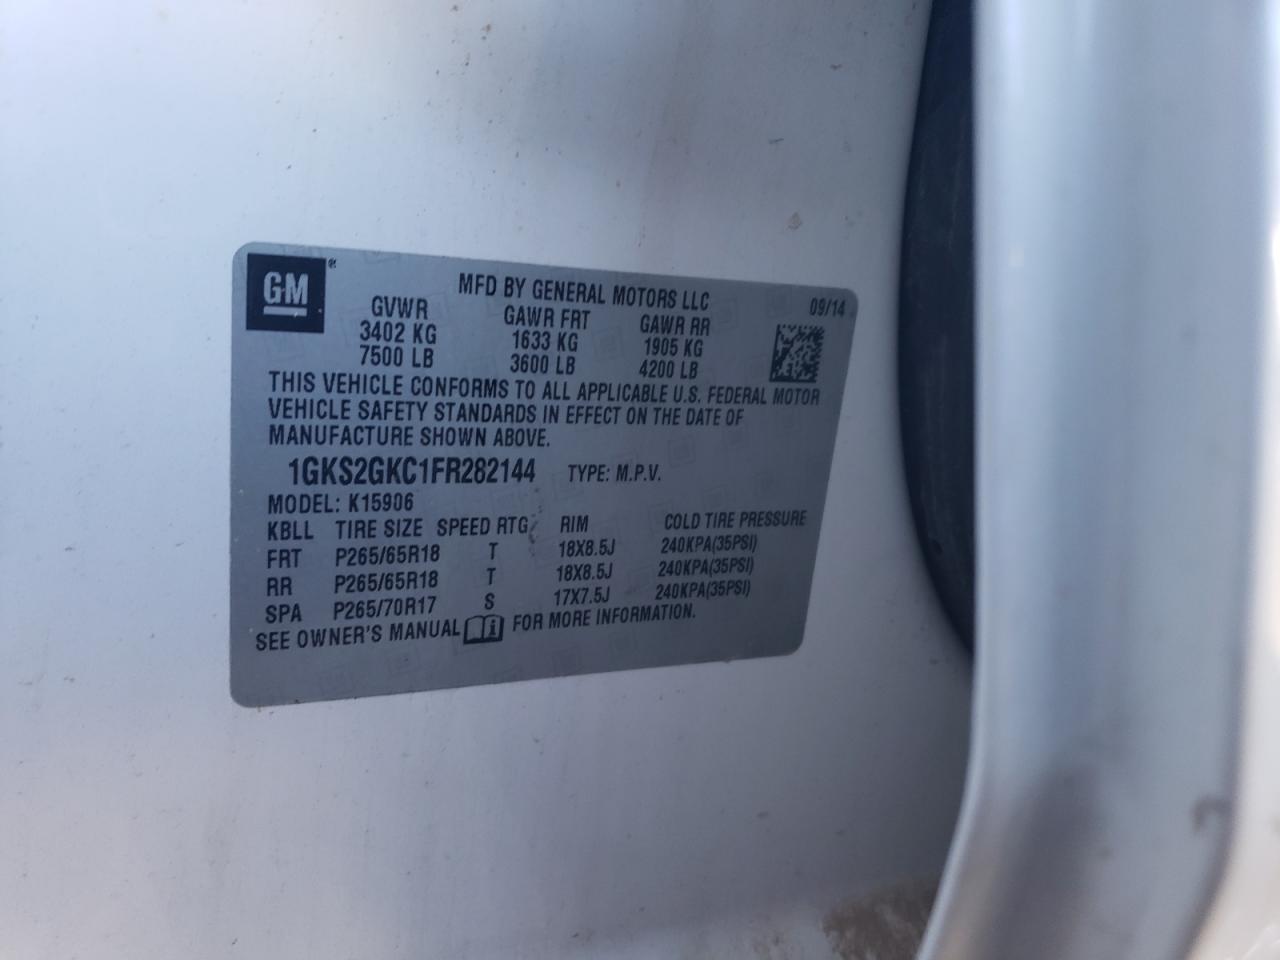 GM®
MFD BY GENERAL MOTORS LLC
09/14
GVWR GAWR FRT GAWR RR
3402 KG 1633 KG 1905 KG
7500 LB 3600 LB 4200 LB
THIS VEHICLE CONFORMS TO ALL APPLICABLE U.S. FEDERAL MOTOR
VEHICLE SAFETY STANDARDS IN EFFECT ON THE DATE OF
MANUFACTURE SHOWN ABOVE.
1GKS2GKC1FR282144 TYPE: M.P.V.
MODEL: K15906
KBLL TIRE SIZE SPEED RTG RIM COLD TIRE PRESSURE
FRT P265/65R18 T 18X8.5J 240KPA(35PSI)
RR P265/65R18 T 18X8.5J 240KPA(35PSI)
SPA P265/70R17 S 17X7.5J 240KPA(35PSI)
SEE OWNER'S MANUAL FOR MORE INFORMATION.